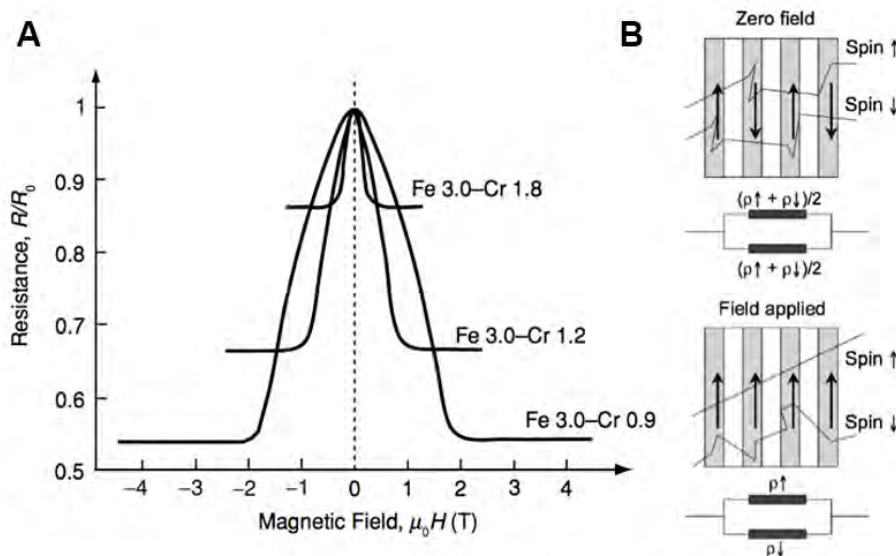 A
Resistance, R/R₀
1
0.9
0.8
0.7
0.6
0.5
Fe 3.0–Cr 1.8
Fe 3.0–Cr 1.2
Fe 3.0–Cr 0.9
–4 –3 –2 –1 0 1 2 3 4
Magnetic Field, μ₀H (T)
B
Zero field
Spin ↑
Spin ↓
(ρ↑ + ρ↓)/2
(ρ↑ + ρ↓)/2
Field applied
Spin ↑
Spin ↓
ρ↑
ρ↓